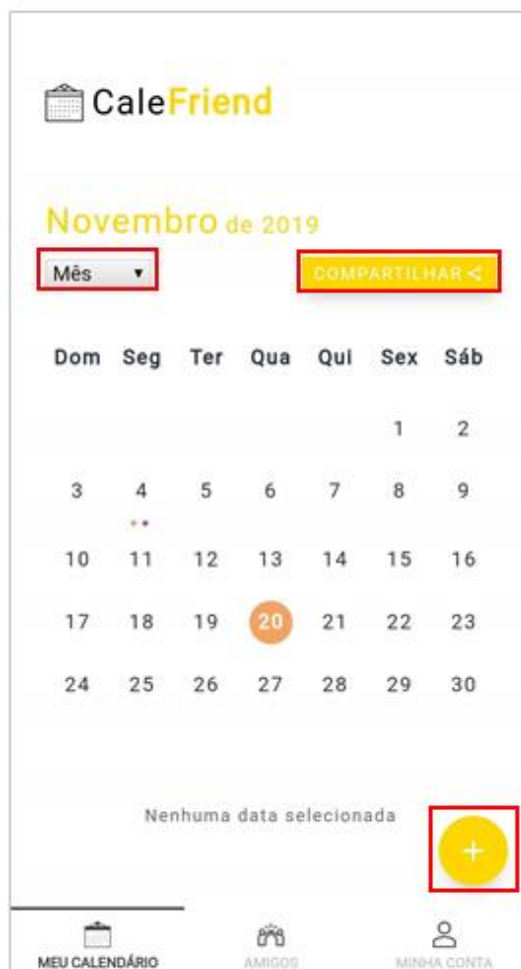 CaleFriend
Novembro de 2019
Mês COMPARTILHAR
Dom Seg Ter Qua Qui Sex Sáb
1 2
3 4 5 6 7 8 9
10 11 12 13 14 15 16
17 18 19 20 21 22 23
24 25 26 27 28 29 30
Nenhuma data selecionada
+
MEU CALENDÁRIO AMIGOS MINHA CONTA